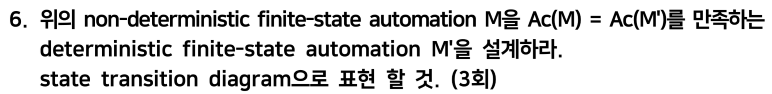 6. 위의 non-deterministic finite-state automation M을 Ac(M) = Ac(M')를 만족하는
deterministic finite-state automation M'을 설계하라.
state transition diagram으로 표현 할 것. (3회)